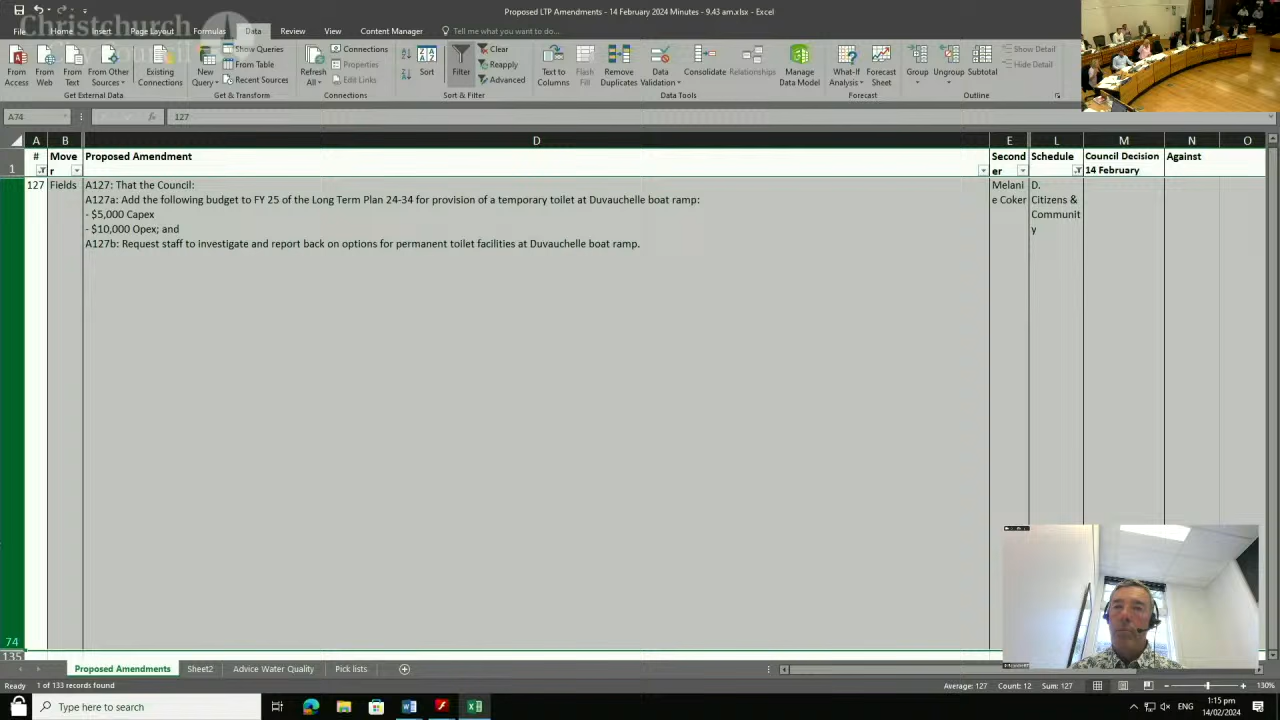 Proposed LTP Amendments - 14 February 2024 Minutes - 9.43 am.xlsx - Excel
Christchurch
City Council
File Home Insert Page Layout Formulas Data Review View Content Manager Tell me what you want to do...
From Access
From Web
From Text
From Other Sources
Existing Connections
New Query
Show Queries
From Table
Recent Sources
Refresh All
Connections
Properties
Edit Links
Sort
Filter
Clear
Reapply
Advanced
Text to Columns
Flash Fill
Remove Duplicates
Data Validation
Consolidate
Relationships
Manage Data Model
What-If Analysis
Forecast Sheet
Group
Ungroup
Subtotal
Show Detail
Hide Detail
Get External Data Get & Transform Connections Sort & Filter Data Tools Forecast Outline
A74 127
A B D E L M N O
1 # Mover Proposed Amendment Seconder Schedule Council Decision 14 February Against
127 Fields A127: That the Council: Melanie Coker D. Citizens & Community
A127a: Add the following budget to FY 25 of the Long Term Plan 24-34 for provision of a temporary toilet at Duvauchelle boat ramp:
- $5,000 Capex
- $10,000 Opex; and
A127b: Request staff to investigate and report back on options for permanent toilet facilities at Duvauchelle boat ramp.
74
135
Proposed Amendments Sheet2 Advice Water Quality Pick lists
Ready 1 of 133 records found Average: 127 Count: 12 Sum: 127 130%
Type here to search ENG 1:15 pm
14/02/2024